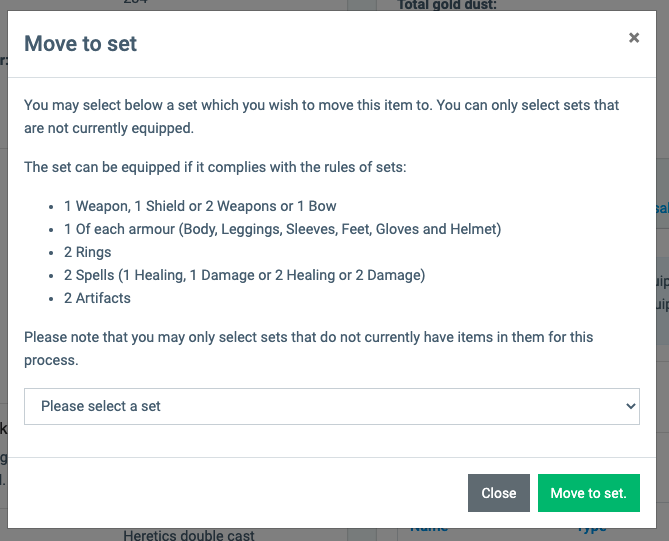 Total gold dust:
Move to set
×
You may select below a set which you wish to move this item to. You can only select sets that
are not currently equipped.
The set can be equipped if it complies with the rules of sets:
• 1 Weapon, 1 Shield or 2 Weapons or 1 Bow
• 1 Of each armour (Body, Leggings, Sleeves, Feet, Gloves and Helmet)
• 2 Rings
• 2 Spells (1 Healing, 1 Damage or 2 Healing or 2 Damage)
• 2 Artifacts
Please note that you may only select sets that do not currently have items in them for this
process.
Please select a set
Close
Move to set.
Name
Type
Heretics double cast